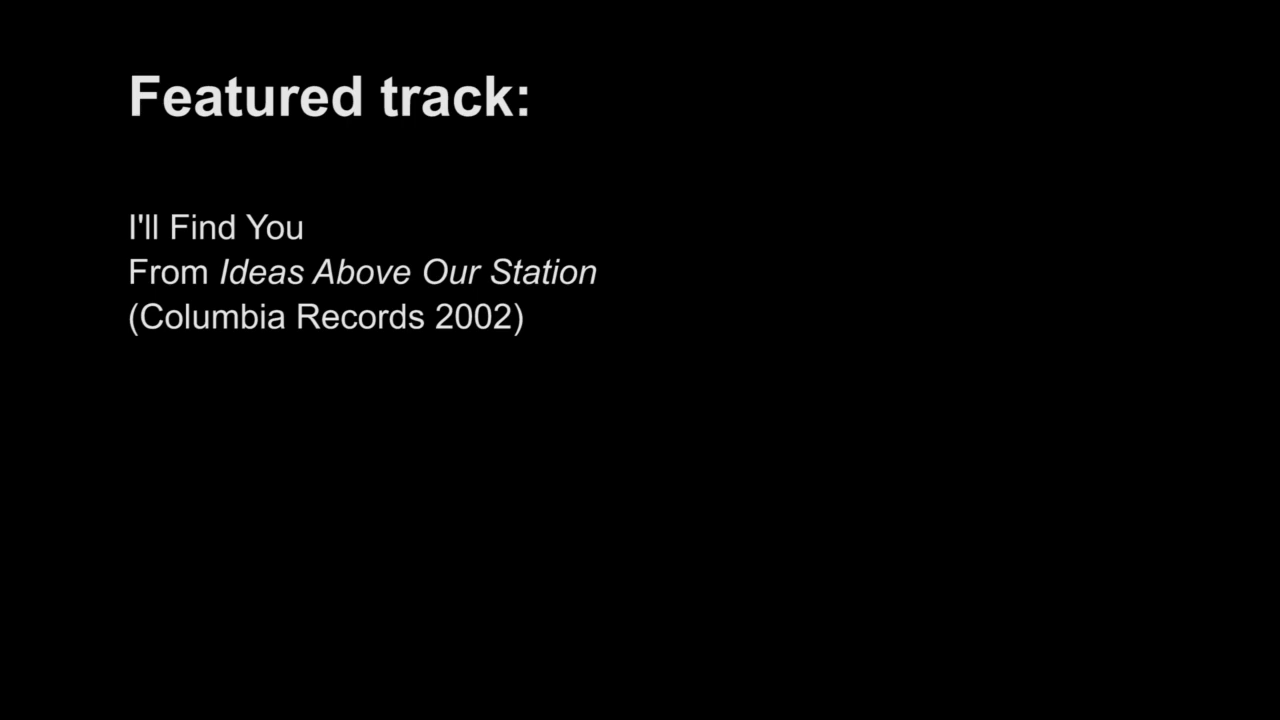 Featured track:
I'll Find You
From Ideas Above Our Station
(Columbia Records 2002)